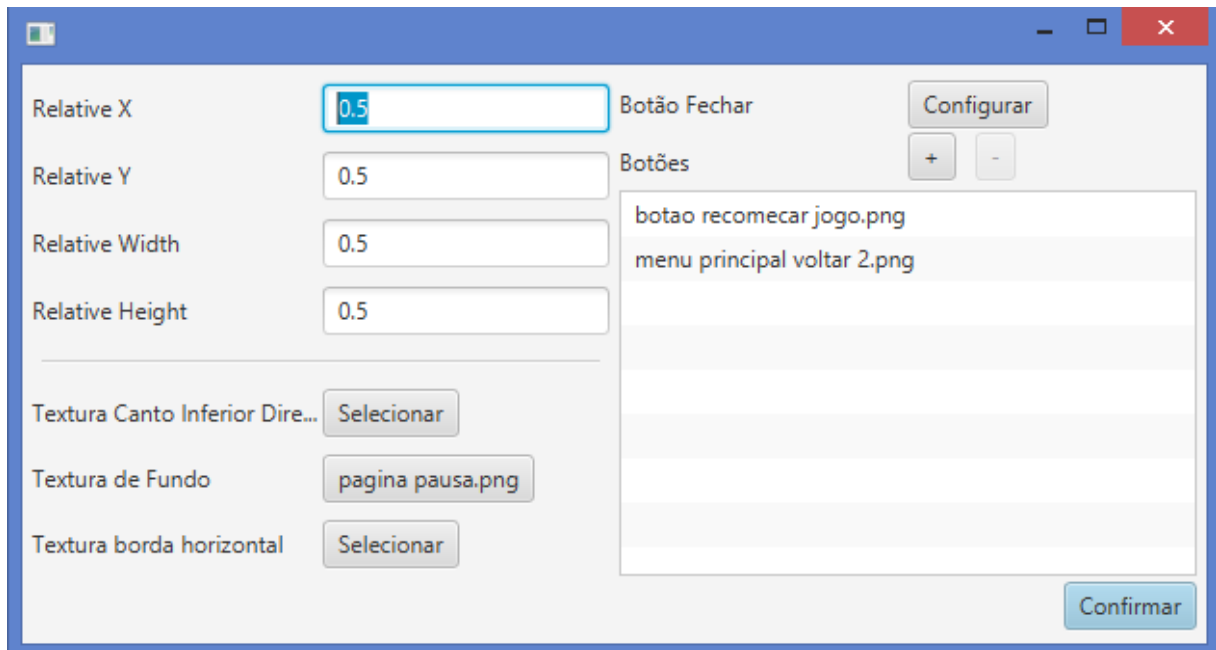 Relative X 0.5
Relative Y 0.5
Relative Width 0.5
Relative Height 0.5
Textura Canto Inferior Dire... Selecionar
Textura de Fundo pagina pausa.png
Textura borda horizontal Selecionar
Botão Fechar Configurar
Botões + -
botao recomecar jogo.png
menu principal voltar 2.png
Confirmar